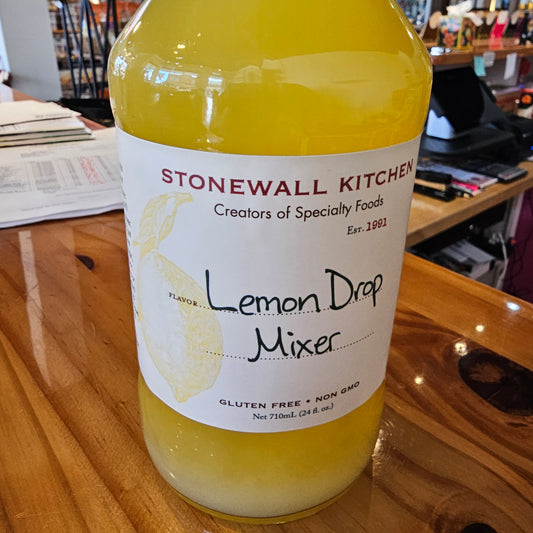 STONEWALL KITCHEN
Creators of Specialty Foods
EST. 1991
FLAVOR Lemon Drop
Mixer
GLUTEN FREE • NON GMO
Net 710mL (24 fl. oz.)